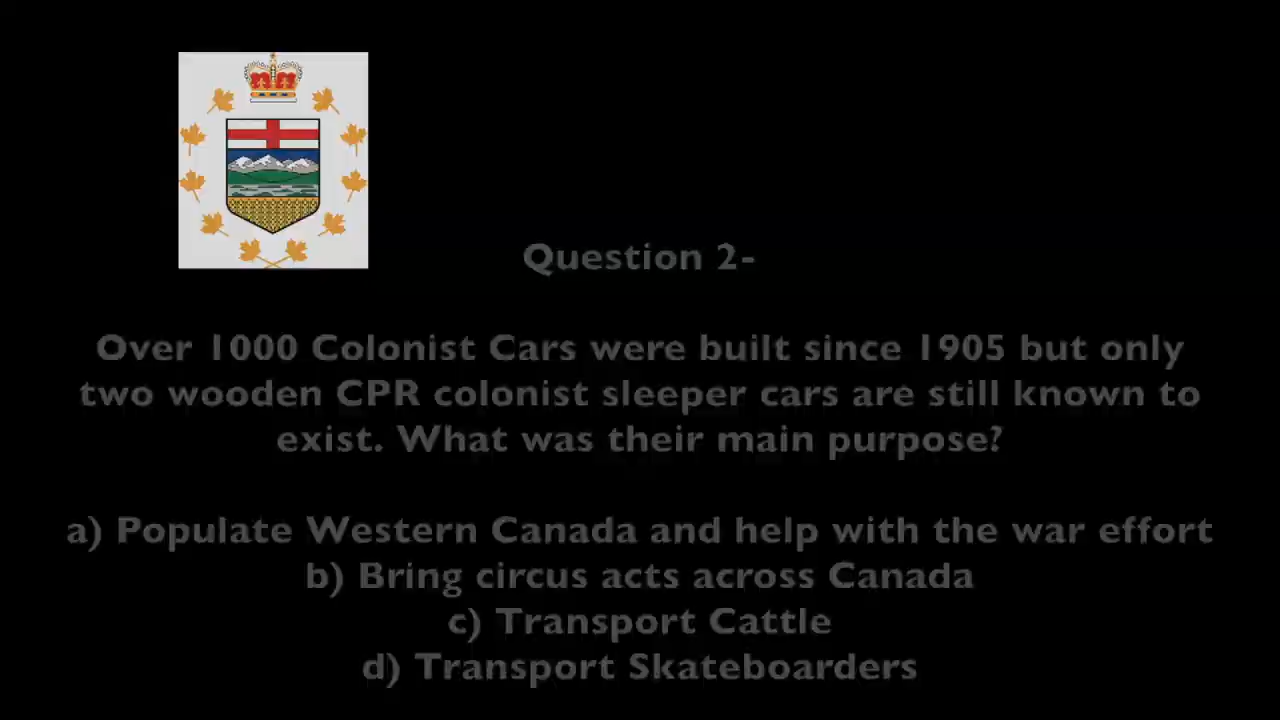 Question 2-
Over 1000 Colonist Cars were built since 1905 but only
two wooden CPR colonist sleeper cars are still known to
exist. What was their main purpose?
a) Populate Western Canada and help with the war effort
b) Bring circus acts across Canada
c) Transport Cattle
d) Transport Skateboarders